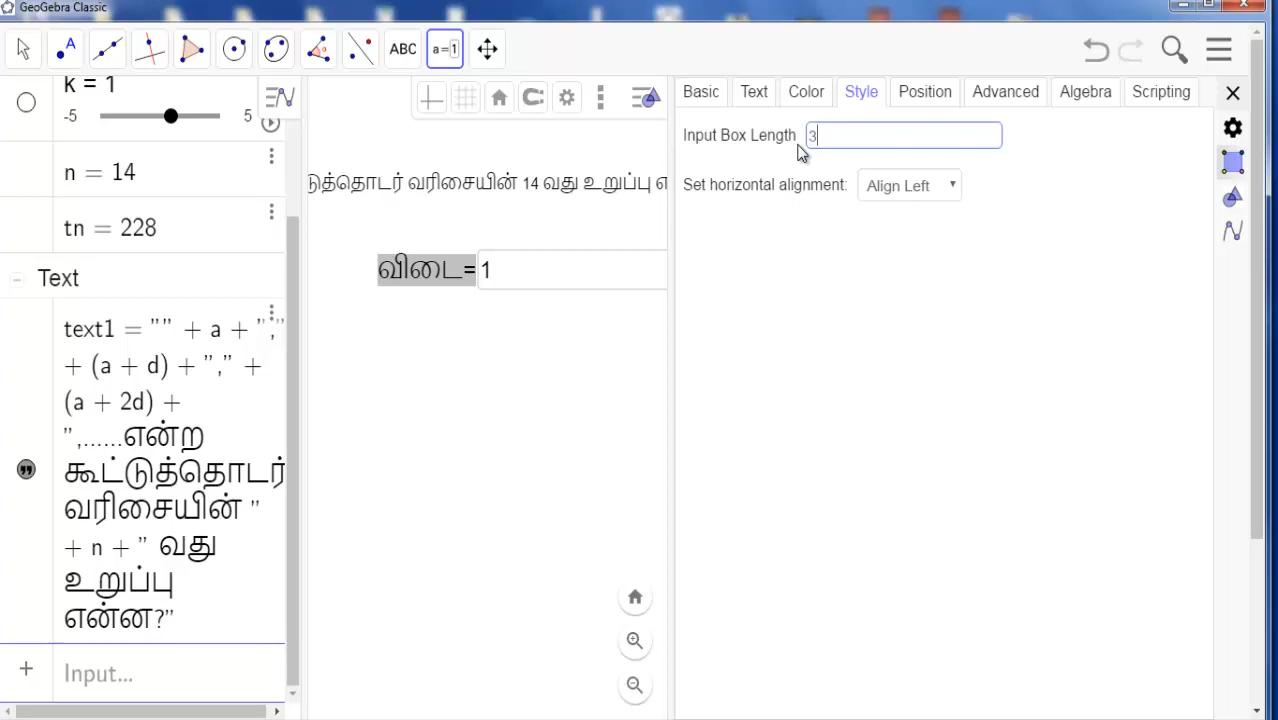 GeoGebra Classic
A
ABC
a=1
K = 1
-5
5
n = 14
tn = 228
Text
text1 = "" + a + ","
+ (a + d) + "," +
(a + 2d) +
",......என்ற
கூட்டுத்தொடர்
வரிசையின் "
+ n + " வது
உறுப்பு
என்ன?"
Input...
டுத்தொடர் வரிசையின் 14 வது உறுப்பு எ
விடை= 1
Basic
Text
Color
Style
Position
Advanced
Algebra
Scripting
Input Box Length 3
Set horizontal alignment: Align Left